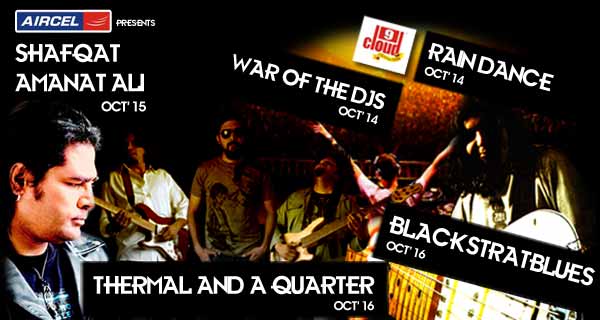 AIRCEL PRESENTS
SHAFQAT
AMANAT ALI
OCT' 15
WAR OF THE DJS
OCT' 14
9
cloud
RAIN DANCE
OCT' 14
BLACKSTRATBLUES
OCT' 16
THERMAL AND A QUARTER
OCT' 16